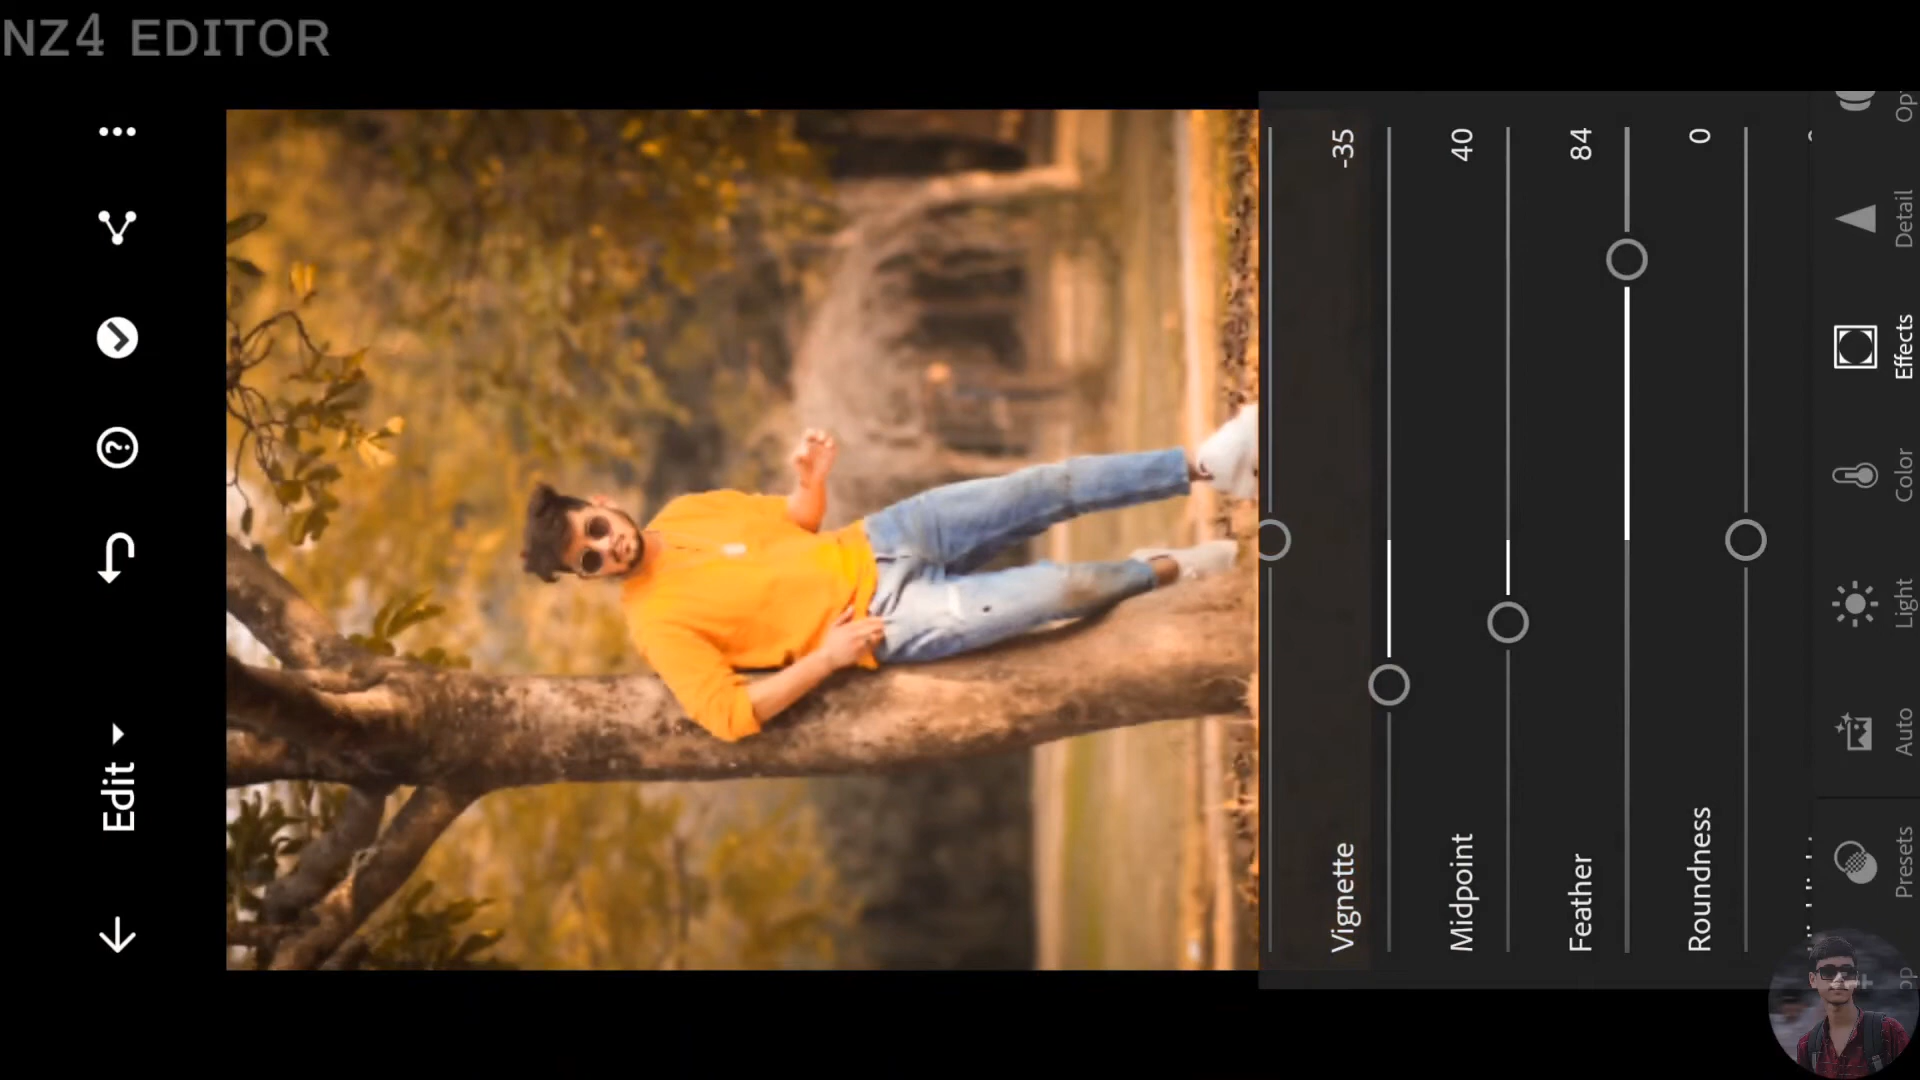 NZ4 EDITOR
Edit
Vignette
-35
Midpoint
40
Feather
84
Roundness
0
Presets
Auto
Light
Color
Effects
Detail